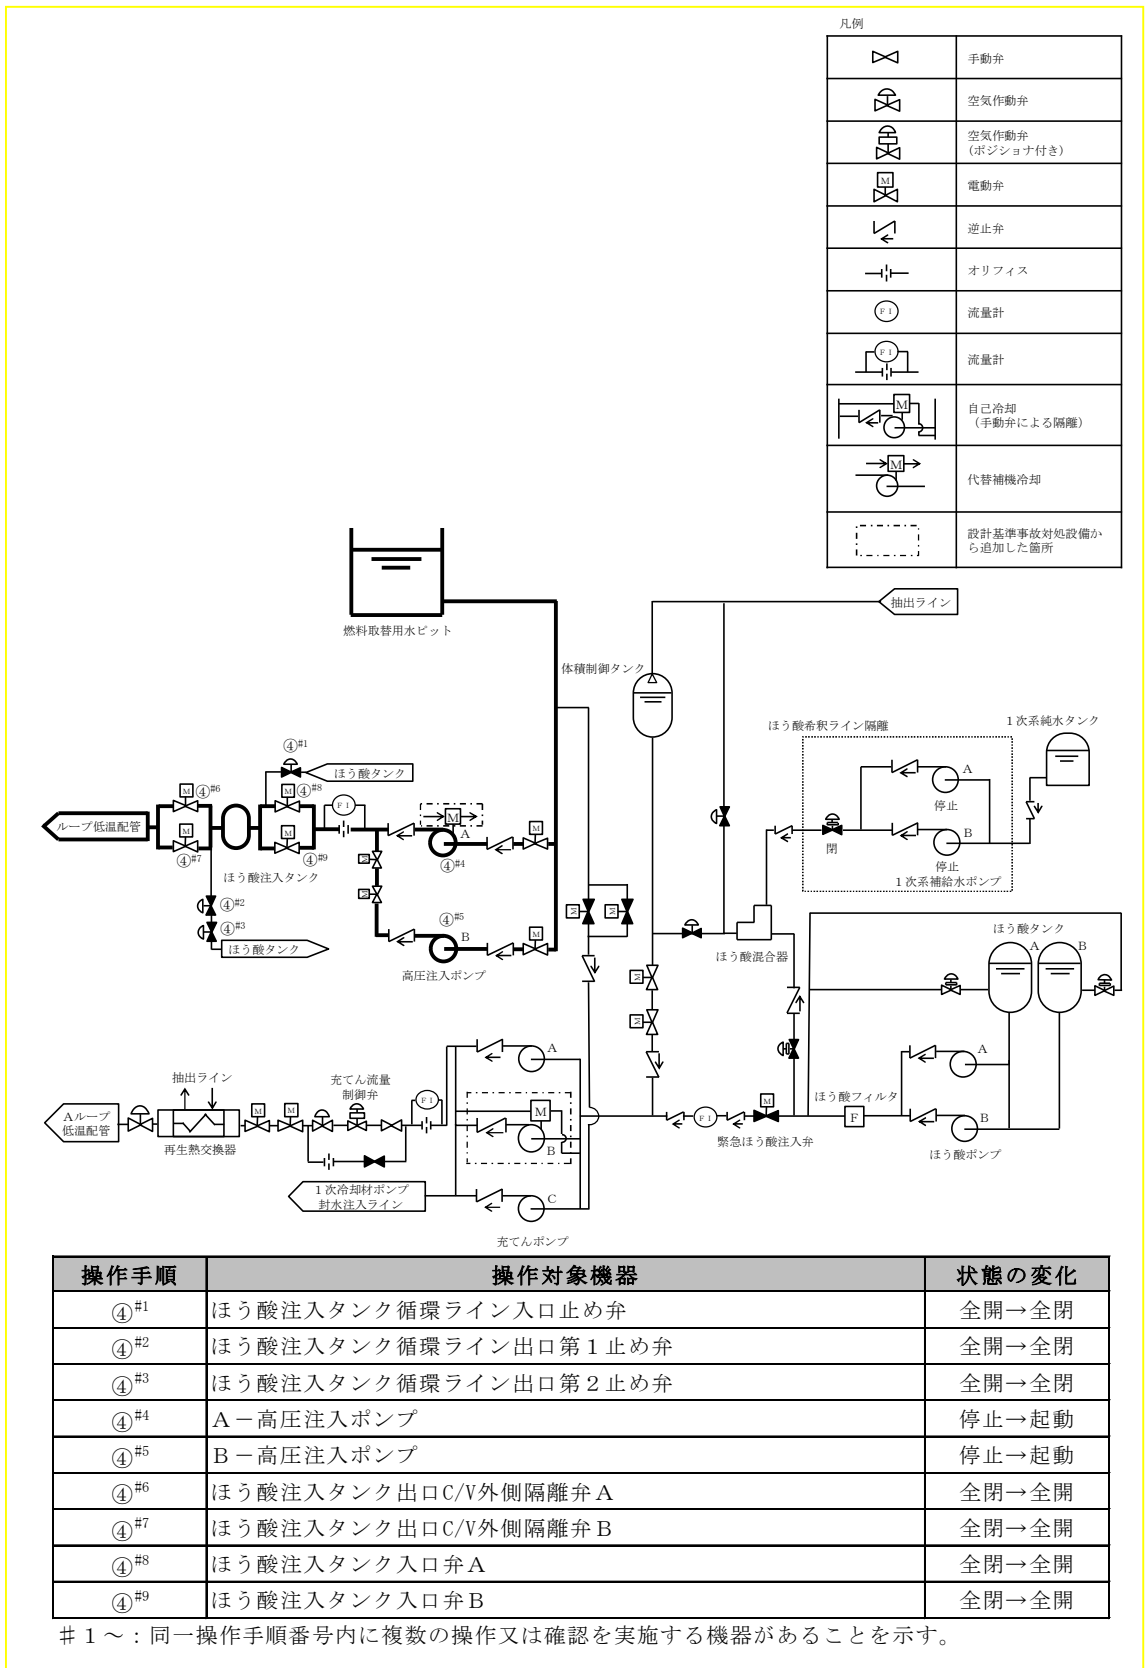 凡例
手動弁
空気作動弁
空気作動弁
(ポジショナ付き)
M
電動弁
逆止弁
オリフィス
FI
流量計
FI
流量計
M
自己冷却
(手動弁による隔離)
M
代替補機冷却
設計基準事故対処設備か
ら追加した箇所
燃料取替用水ピット
抽出ライン
体積制御タンク
ほう酸希釈ライン隔離
1次系純水タンク
A
停止
B
停止
閉
1次系補給水ポンプ
④#1
ほう酸タンク
M
④#6
M
④#8
FI
M
ループ低温配管
M
④#7
M
④#9
A
④#4
M
ほう酸注入タンク
M
M
④#2
④#3
ほう酸タンク
④#5
B
M
高圧注入ポンプ
M
M
ほう酸混合器
ほう酸タンク
A
B
M
M
A
抽出ライン
充てん流量
制御弁
FI
Aループ
低温配管
M
M
再生熱交換器
M
B
FI
M
緊急ほう酸注入弁
ほう酸フィルタ
F
A
B
ほう酸ポンプ
1次冷却材ポンプ
封水注入ライン
C
充てんポンプ
操作手順 操作対象機器 状態の変化
④#1 ほう酸注入タンク循環ライン入口止め弁 全開→全閉
④#2 ほう酸注入タンク循環ライン出口第1止め弁 全開→全閉
④#3 ほう酸注入タンク循環ライン出口第2止め弁 全開→全閉
④#4 A-高圧注入ポンプ 停止→起動
④#5 B-高圧注入ポンプ 停止→起動
④#6 ほう酸注入タンク出口C/V外側隔離弁A 全閉→全開
④#7 ほう酸注入タンク出口C/V外側隔離弁B 全閉→全開
④#8 ほう酸注入タンク入口弁A 全閉→全開
④#9 ほう酸注入タンク入口弁B 全閉→全開
#1~:同一操作手順番号内に複数の操作又は確認を実施する機器があることを示す。